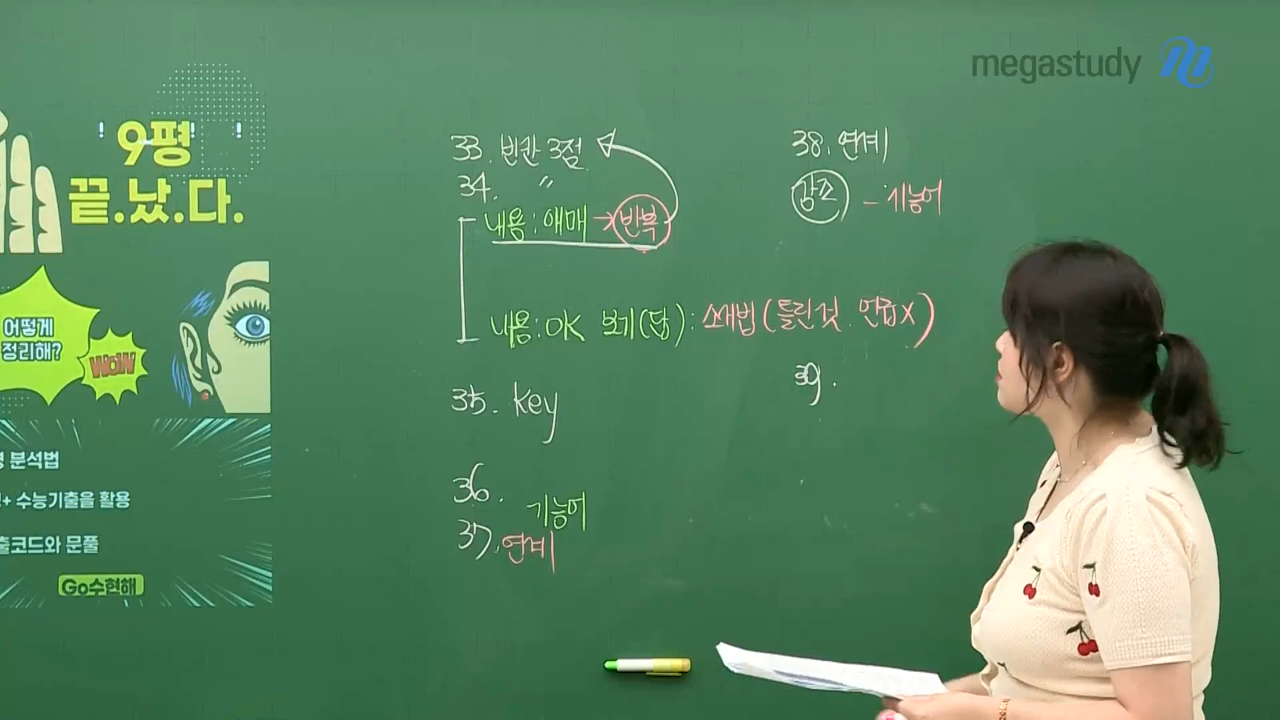 megastudy
9평
끝.났.다.
어떻게
정리해?
WOW
분석법
+ 수능기출을 활용
출코드와 문풀
Go수현해
33. 빈칸 3점
34. 〃
내용 : 애매 → 반복
내용 : OK 보기(답) : 소재법 (틀린것 언급X)
35. key
36.
기능어
37. 연계
38. 연계
강조 - 기능어
39.